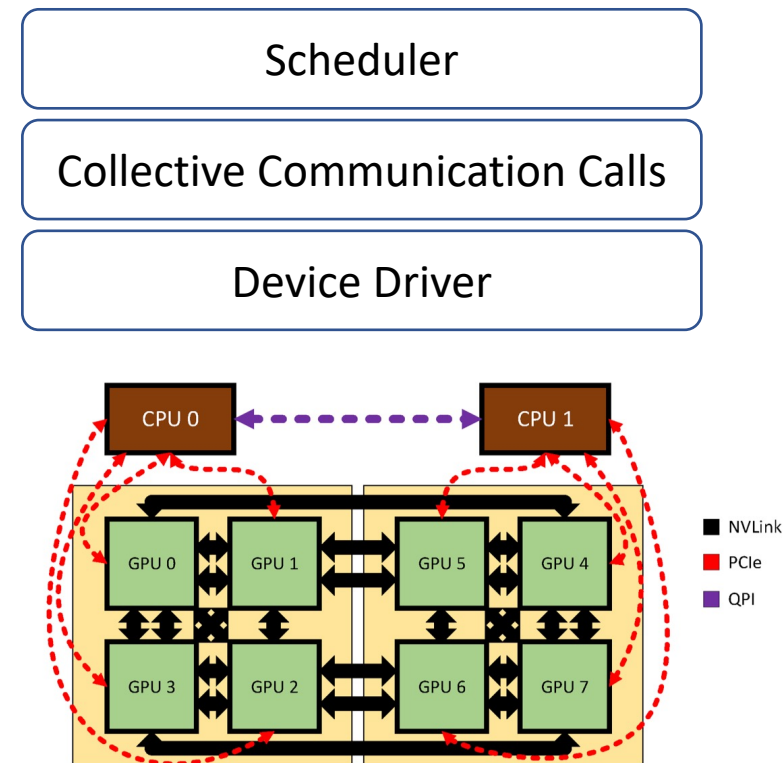 Scheduler
Collective Communication Calls
Device Driver
CPU 0
CPU 1
NVLink
PCIe
QPI
GPU 0
GPU 1
GPU 5
GPU 4
GPU 3
GPU 2
GPU 6
GPU 7